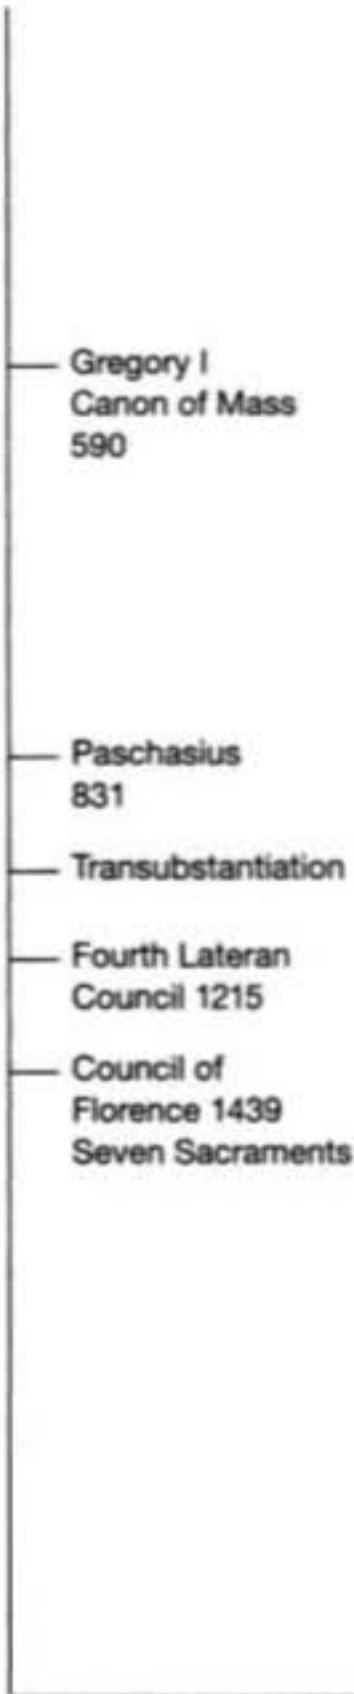 Gregory I
Canon of Mass
590
Paschasius
831
Transubstantiation
Fourth Lateran
Council 1215
Council of
Florence 1439
Seven Sacraments